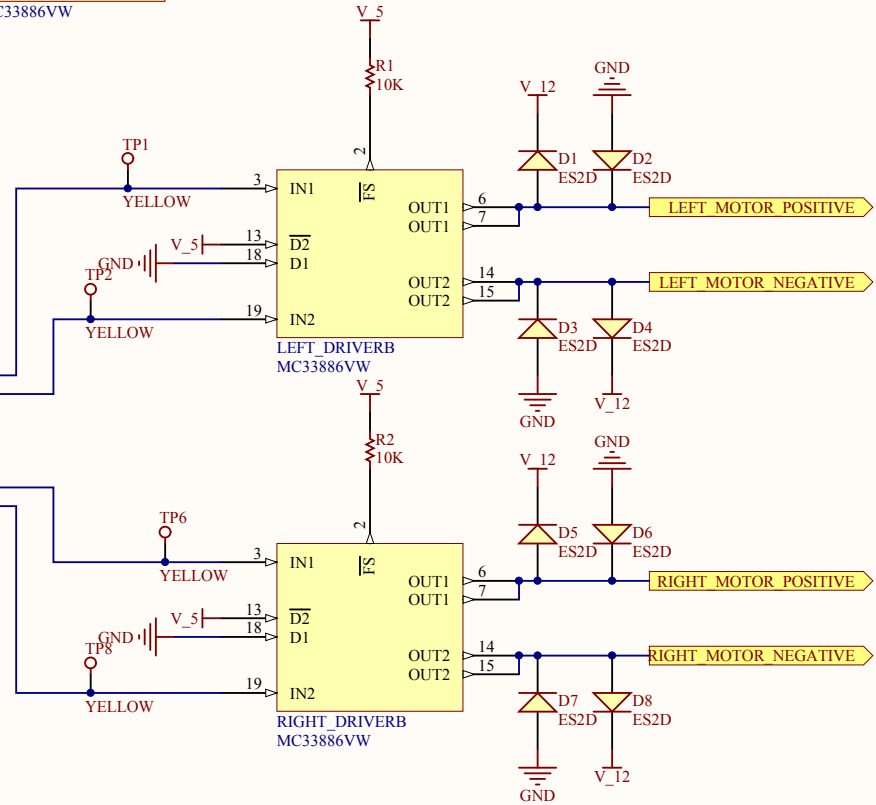 C33886VW
V_5
R1
10K
2
FS
TP1
YELLOW
3
IN1
V_5
13
D2
GND
18
D1
TP2
YELLOW
19
IN2
OUT1
6
OUT1
7
OUT2
14
OUT2
15
LEFT_DRIVERB
MC33886VW
V_12
GND
D1
ES2D
D2
ES2D
LEFT_MOTOR_POSITIVE
LEFT_MOTOR_NEGATIVE
D3
ES2D
D4
ES2D
GND
V_12
V_5
R2
10K
2
FS
TP6
YELLOW
3
IN1
V_5
13
D2
GND
18
D1
TP8
YELLOW
19
IN2
OUT1
6
OUT1
7
OUT2
14
OUT2
15
RIGHT_DRIVERB
MC33886VW
V_12
GND
D5
ES2D
D6
ES2D
RIGHT_MOTOR_POSITIVE
RIGHT_MOTOR_NEGATIVE
D7
ES2D
D8
ES2D
GND
V_12